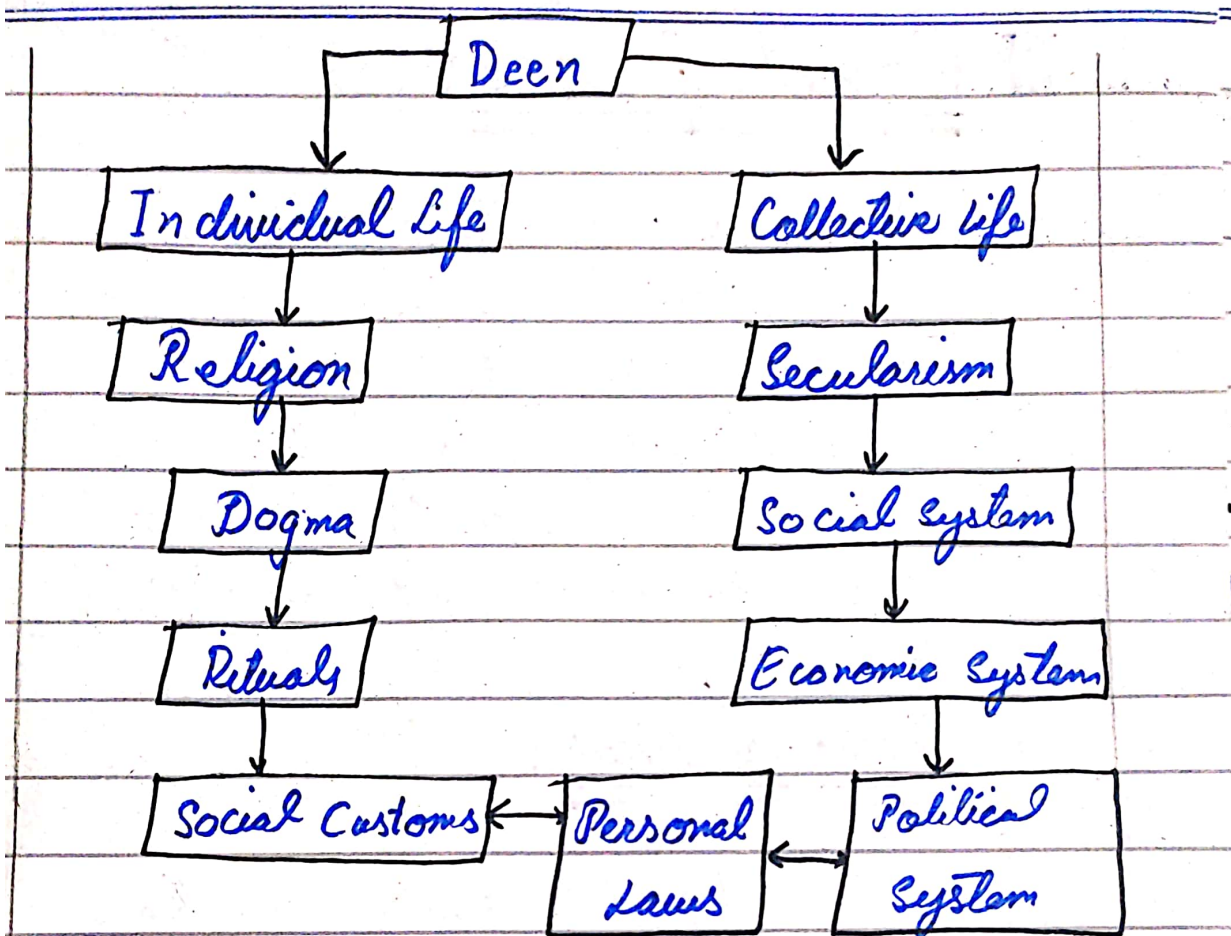 Deen
Individual Life
Collective Life
Religion
Secularism
Dogma
Social System
Rituals
Economic System
Social Customs
Personal
Laws
Political
System